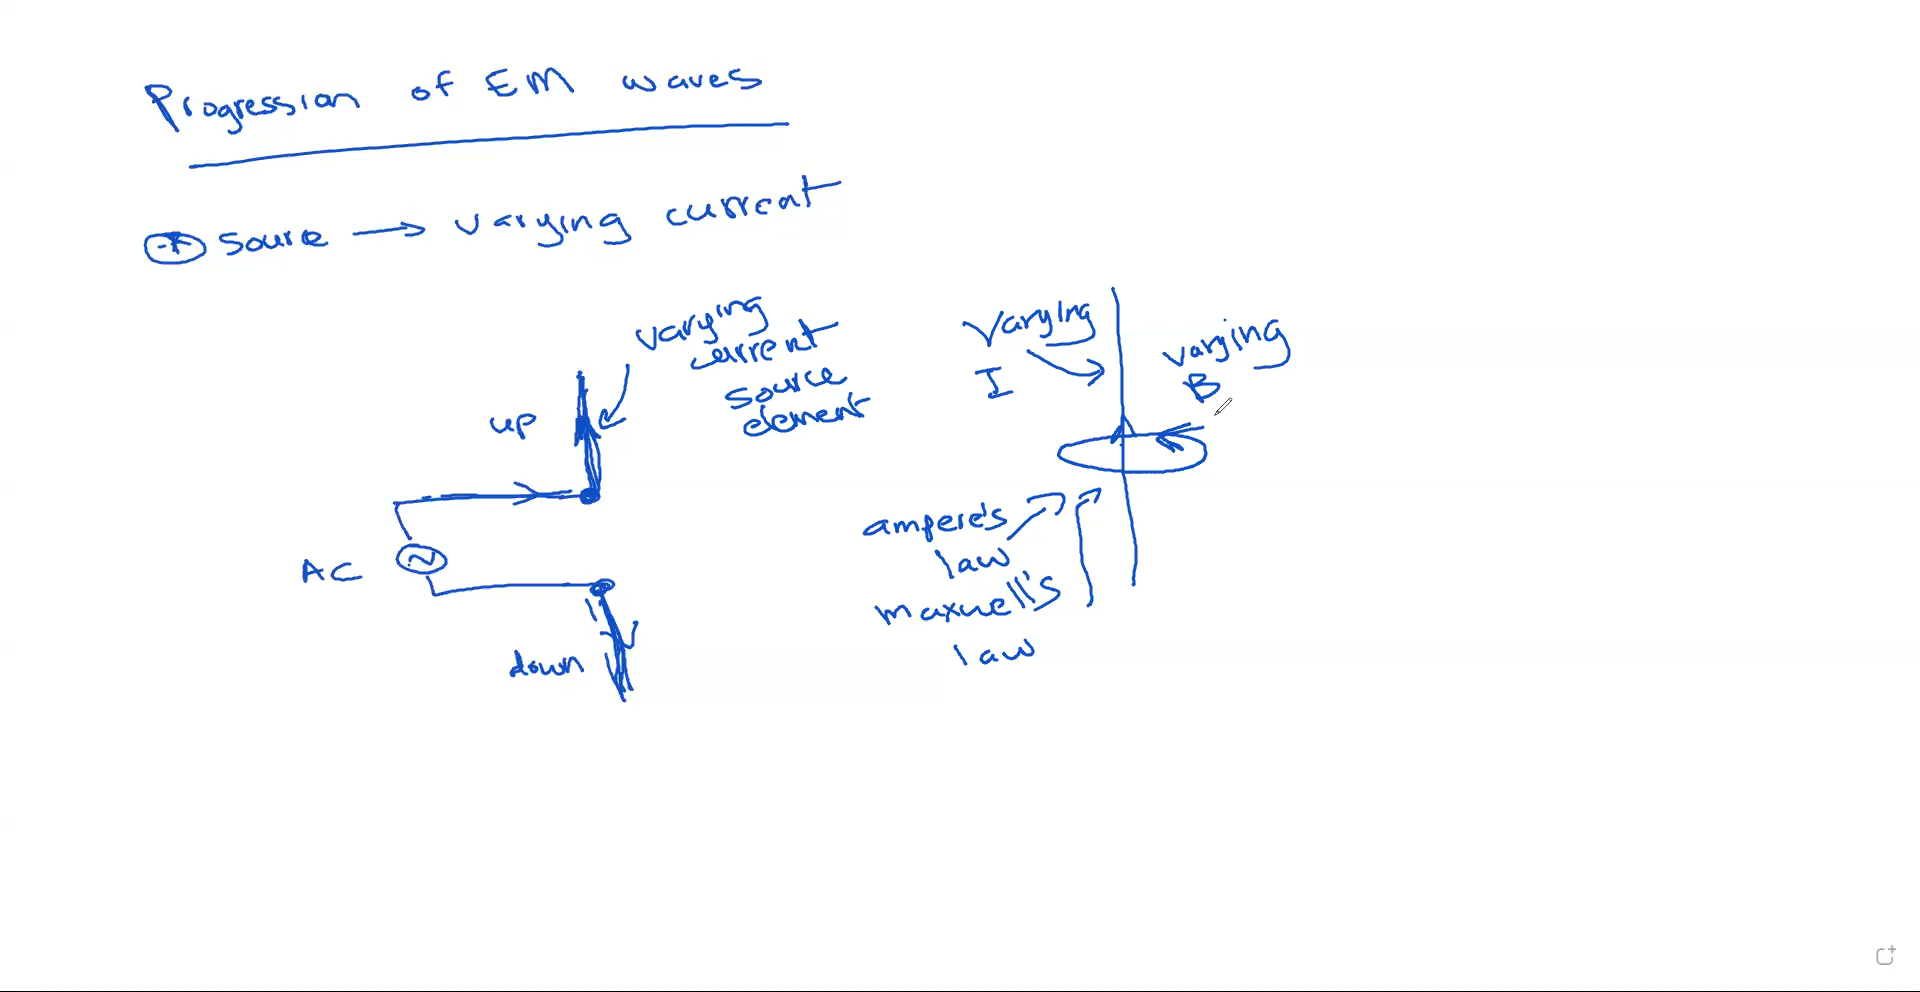 Progression of EM waves
* Source → varying current
varying
current
source
element
up
AC
down
Varying
I
varying
B
ampere's
law
maxwell's
law